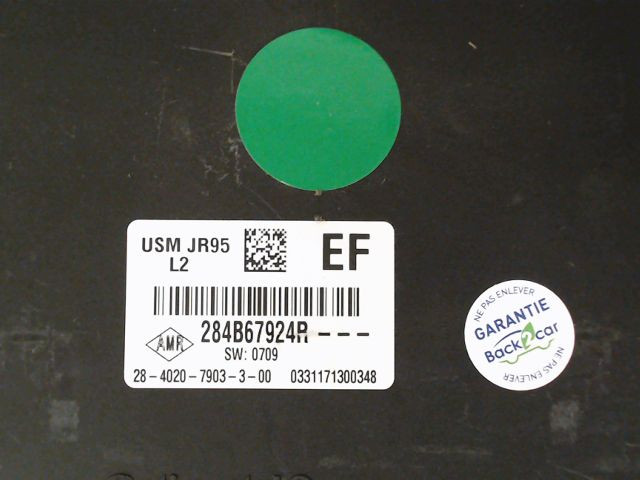 USM JR95
L2
EF
AMR
284B67924R---
SW: 0709
28-4020-7903-3-00 0331171300348
NE PAS ENLEVER
GARANTIE
Back2car
NE PAS ENLEVER